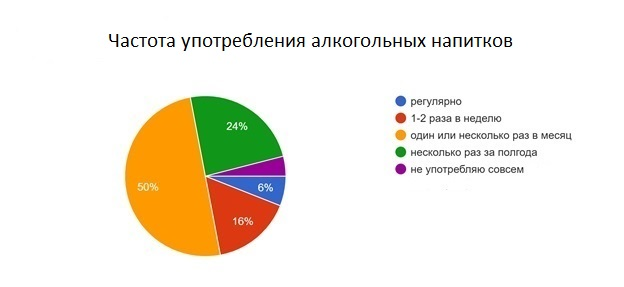 Частота употребления алкогольных напитков
регулярно
1-2 раза в неделю
один или несколько раз в месяц
несколько раз за полгода
не употребляю совсем
24%
50%
6%
16%